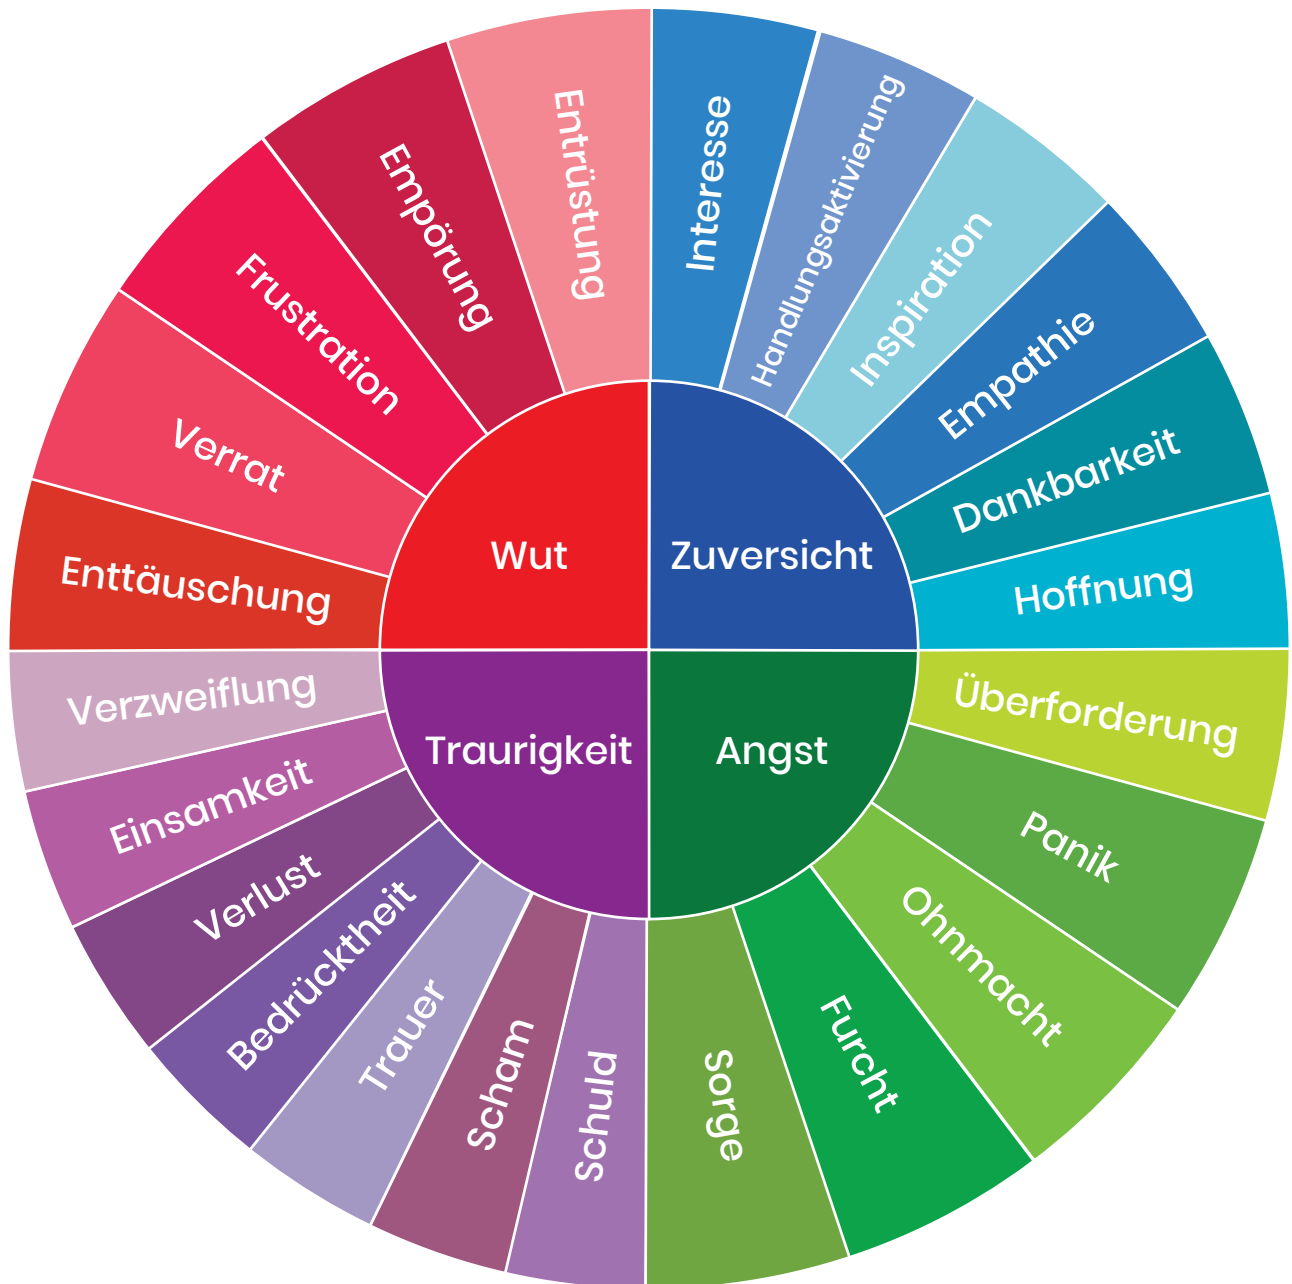 Wut
Zuversicht
Traurigkeit
Angst
Interesse
Handlungsaktivierung
Inspiration
Empathie
Dankbarkeit
Hoffnung
Überforderung
Panik
Ohnmacht
Furcht
Sorge
Schuld
Scham
Trauer
Bedrücktheit
Verlust
Einsamkeit
Verzweiflung
Enttäuschung
Verrat
Frustration
Empörung
Entrüstung